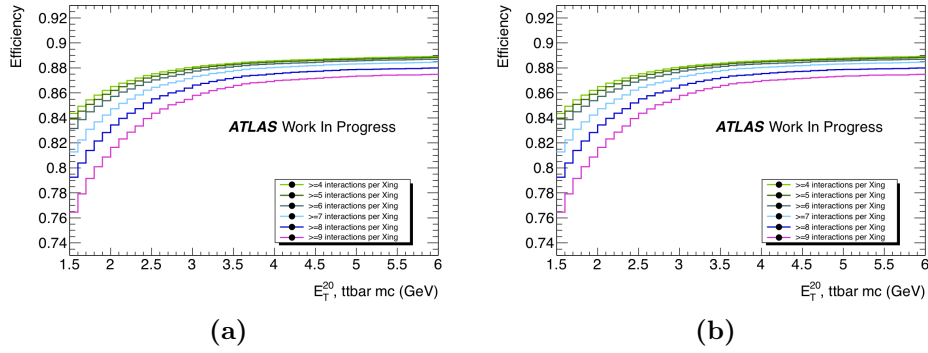 Efficiency
0.92
0.9
0.88
0.86
0.84
0.82
0.8
0.78
0.76
0.74
ATLAS Work In Progress
>=4 interactions per Xing
>=5 interactions per Xing
>=6 interactions per Xing
>=7 interactions per Xing
>=8 interactions per Xing
>=9 interactions per Xing
1.5 2 2.5 3 3.5 4 4.5 5 5.5 6
E_T^20, ttbar mc (GeV)
(a)
Efficiency
0.92
0.9
0.88
0.86
0.84
0.82
0.8
0.78
0.76
0.74
ATLAS Work In Progress
>=4 interactions per Xing
>=5 interactions per Xing
>=6 interactions per Xing
>=7 interactions per Xing
>=8 interactions per Xing
>=9 interactions per Xing
1.5 2 2.5 3 3.5 4 4.5 5 5.5 6
E_T^20, ttbar mc (GeV)
(b)